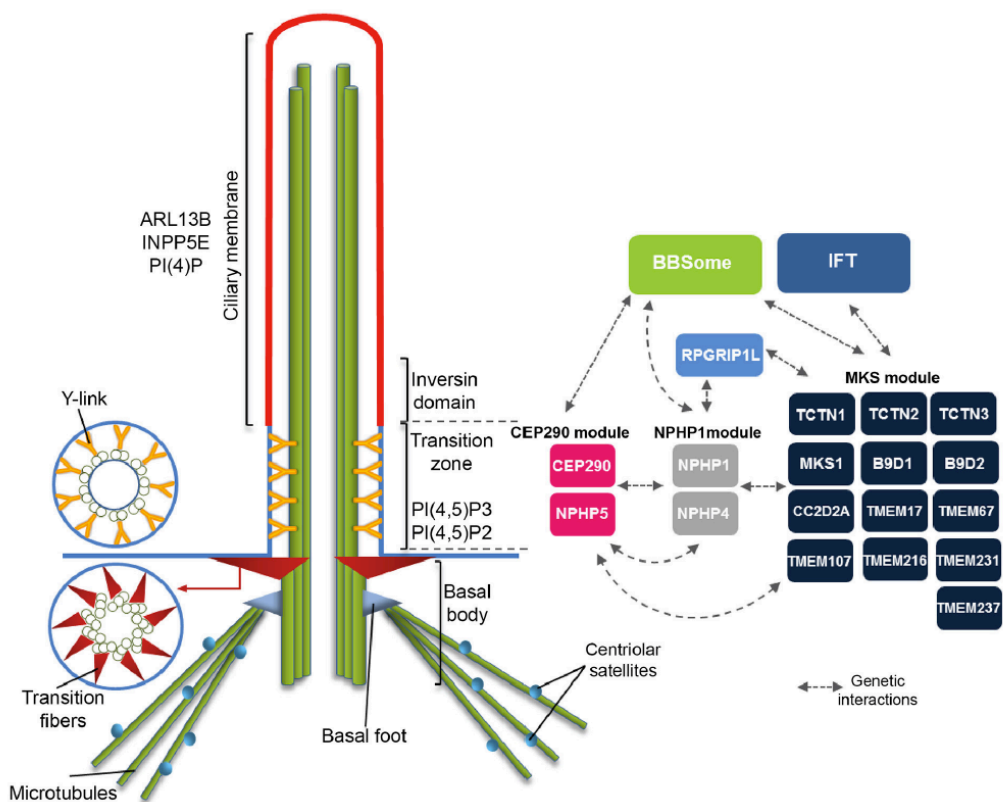 ARL13B
INPP5E
PI(4)P
Ciliary membrane
Inversin
domain
Y-link
Transition
zone
PI(4,5)P3
PI(4,5)P2
Basal
body
Transition
fibers
Centriolar
satellites
Basal foot
Microtubules
BBSome
IFT
RPGRIP1L
MKS module
CEP290 module
NPHP1module
CEP290
NPHP5
NPHP1
NPHP4
TCTN1
TCTN2
TCTN3
MKS1
B9D1
B9D2
CC2D2A
TMEM17
TMEM67
TMEM107
TMEM216
TMEM231
TMEM237
Genetic
interactions